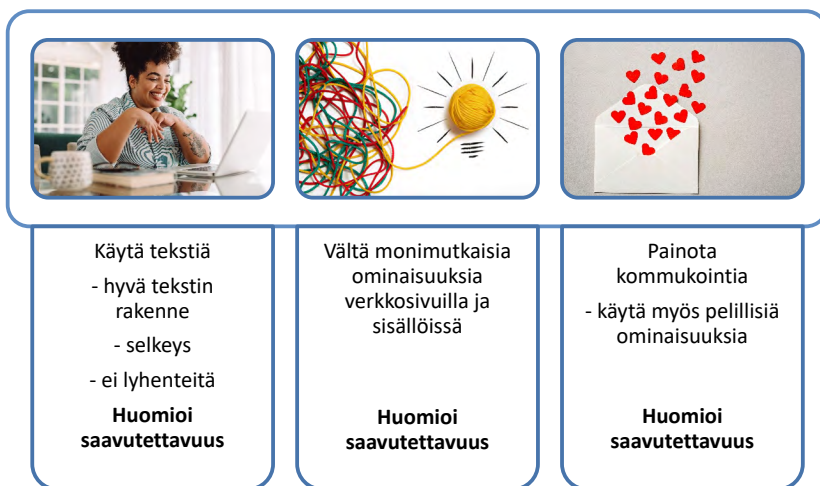 Käytä tekstiä
- hyvä tekstin
rakenne
- selkeys
- ei lyhenteitä
Huomioi
saavutettavuus
Vältä monimutkaisia
ominaisuuksia
verkkosivuilla ja
sisällöissä
Huomioi
saavutettavuus
Painota
kommukointia
- käytä myös pelillisiä
ominaisuuksia
Huomioi
saavutettavuus